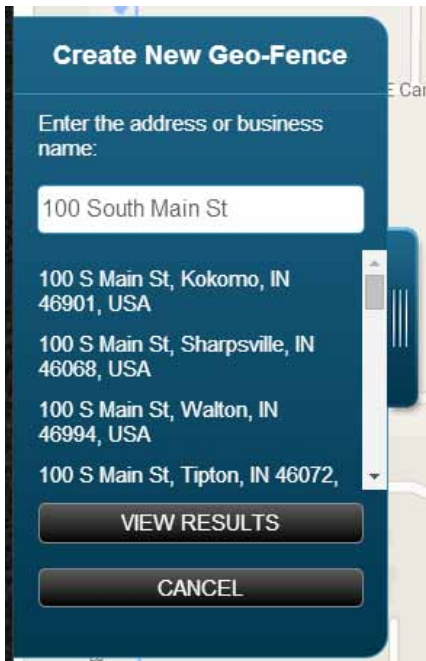 Create New Geo-Fence
E Car
Enter the address or business
name:
100 South Main St
100 S Main St, Kokomo, IN
46901, USA
100 S Main St, Sharpsville, IN
46068, USA
100 S Main St, Walton, IN
46994, USA
100 S Main St, Tipton, IN 46072,
VIEW RESULTS
CANCEL